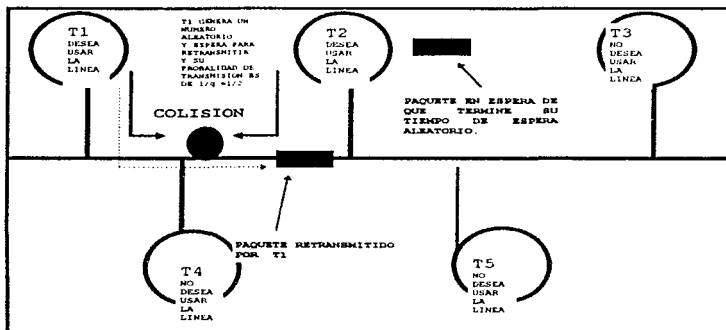 T1
DESEA
USAR
LA
LINEA
T1 GENERA UN
NUMERO
ALEATORIO
Y ESPERA PARA
RETRANSMITIR
Y SU
PROBALIDAD DE
TRANSMISION ES
DE 1/q =1/2
T2
DESEA
USAR
LA
LINEA
T3
NO
DESEA
USAR
LA
LINEA
COLISION
PAQUETE EN ESPERA DE
QUE TERMINE SU
TIEMPO DE ESPERA
ALEATORIO.
PAQUETE RETRANSMITIDO
POR T1
T4
NO
DESEA
USAR
LA
LINEA
T5
NO
DESEA
USAR
LA
LINEA